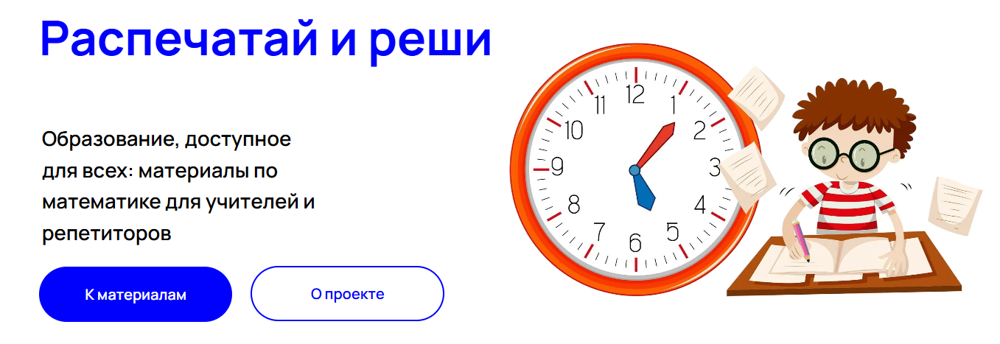 Распечатай и реши
Образование, доступное
для всех: материалы по
математике для учителей и
репетиторов
К материалам
О проекте
12
1
2
3
4
5
6
7
8
9
10
11